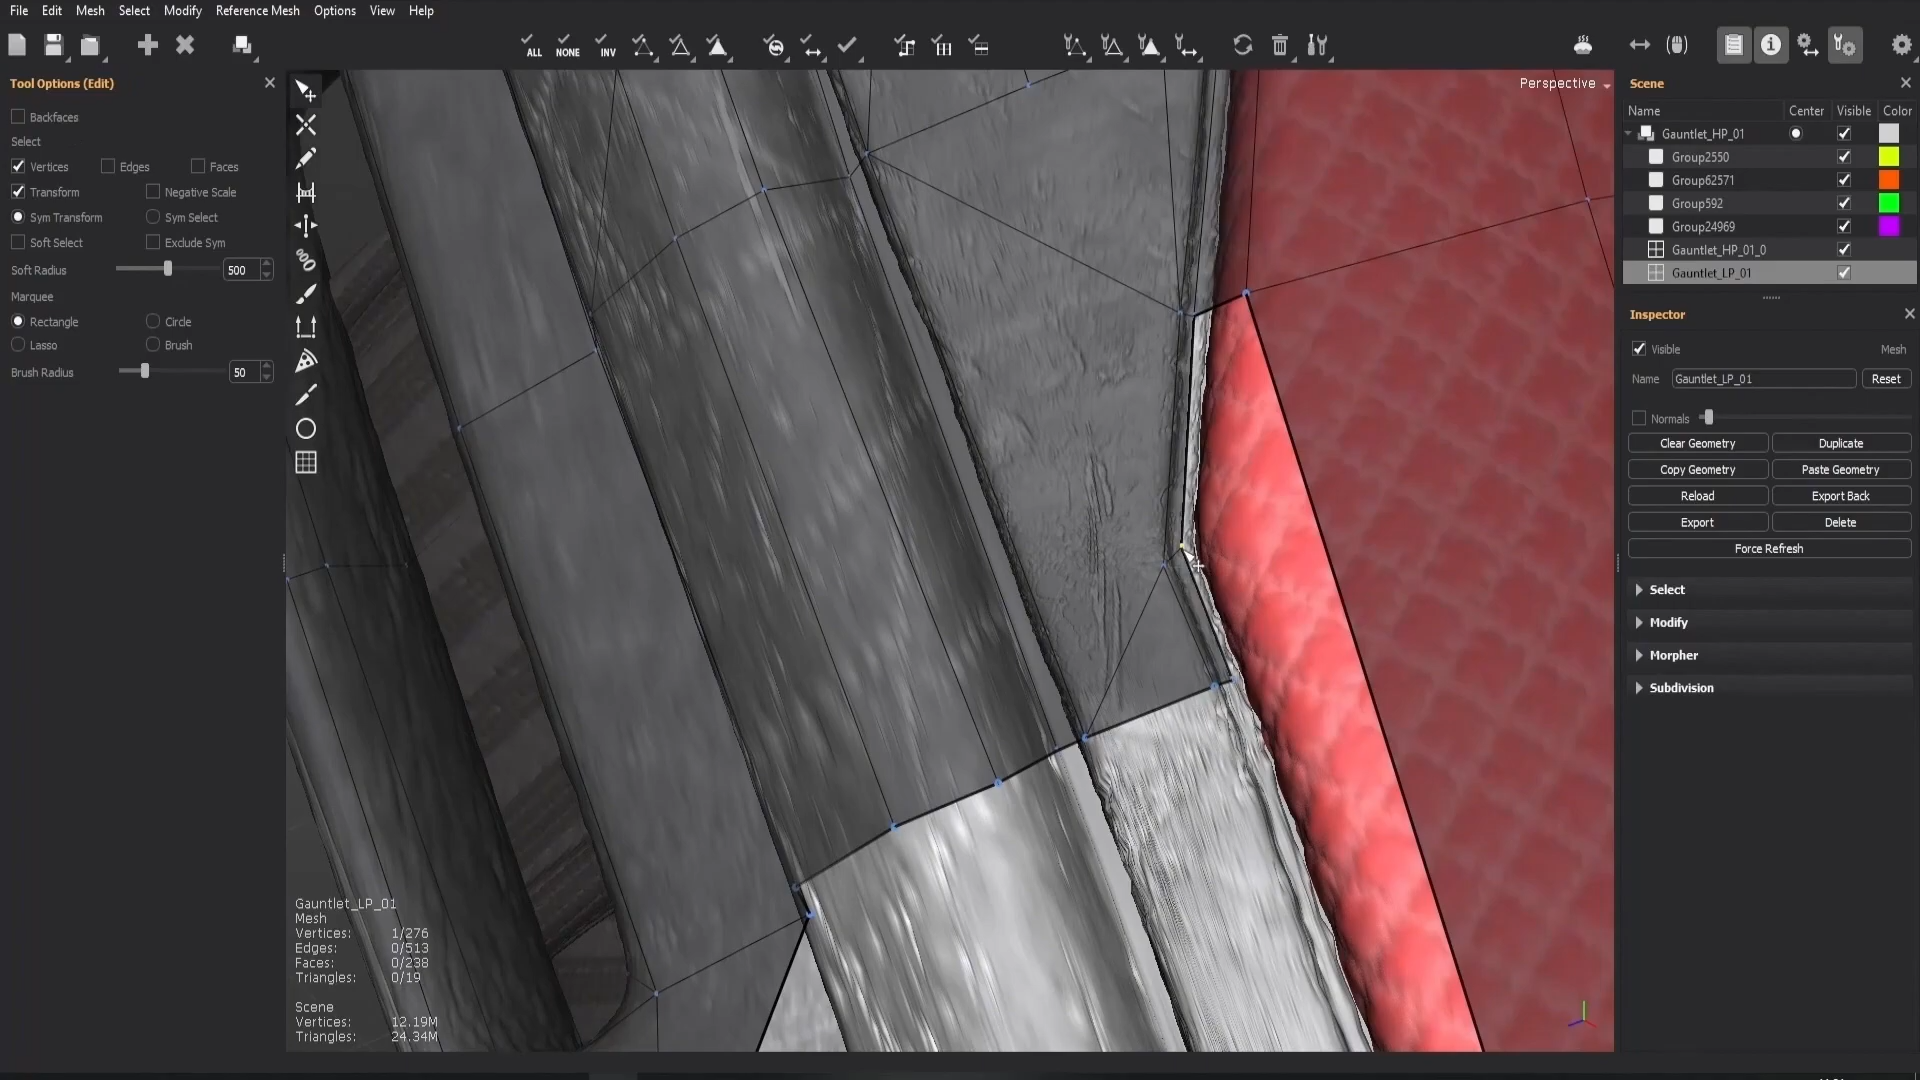 File Edit Mesh Select Modify Reference Mesh Options View Help
ALL NONE INV
Tool Options (Edit)
Backfaces
Select
Vertices Edges Faces
Transform Negative Scale
Sym Transform Sym Select
Soft Select Exclude Sym
Soft Radius 500
Marquee
Rectangle Circle
Lasso Brush
Brush Radius 50
Perspective
Gauntlet_LP_01
Mesh
Vertices: 1/276
Edges: 0/513
Faces: 0/238
Triangles: 0/19
Scene
Vertices: 12.19M
Triangles: 24.34M
Scene
Name Center Visible Color
Gauntlet_HP_01
Group2550
Group62571
Group592
Group24969
Gauntlet_HP_01_0
Gauntlet_LP_01
Inspector
Visible Mesh
Name Gauntlet_LP_01 Reset
Normals
Clear Geometry Duplicate
Copy Geometry Paste Geometry
Reload Export Back
Export Delete
Force Refresh
Select
Modify
Morpher
Subdivision